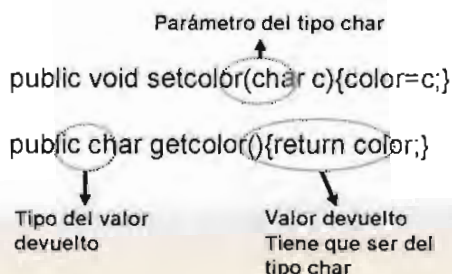 Parámetro del tipo char
public void setcolor(char c){color=c;}
public char getcolor(){return color;}
Tipo del valor
devuelto
Valor devuelto
Tiene que ser del
tipo char